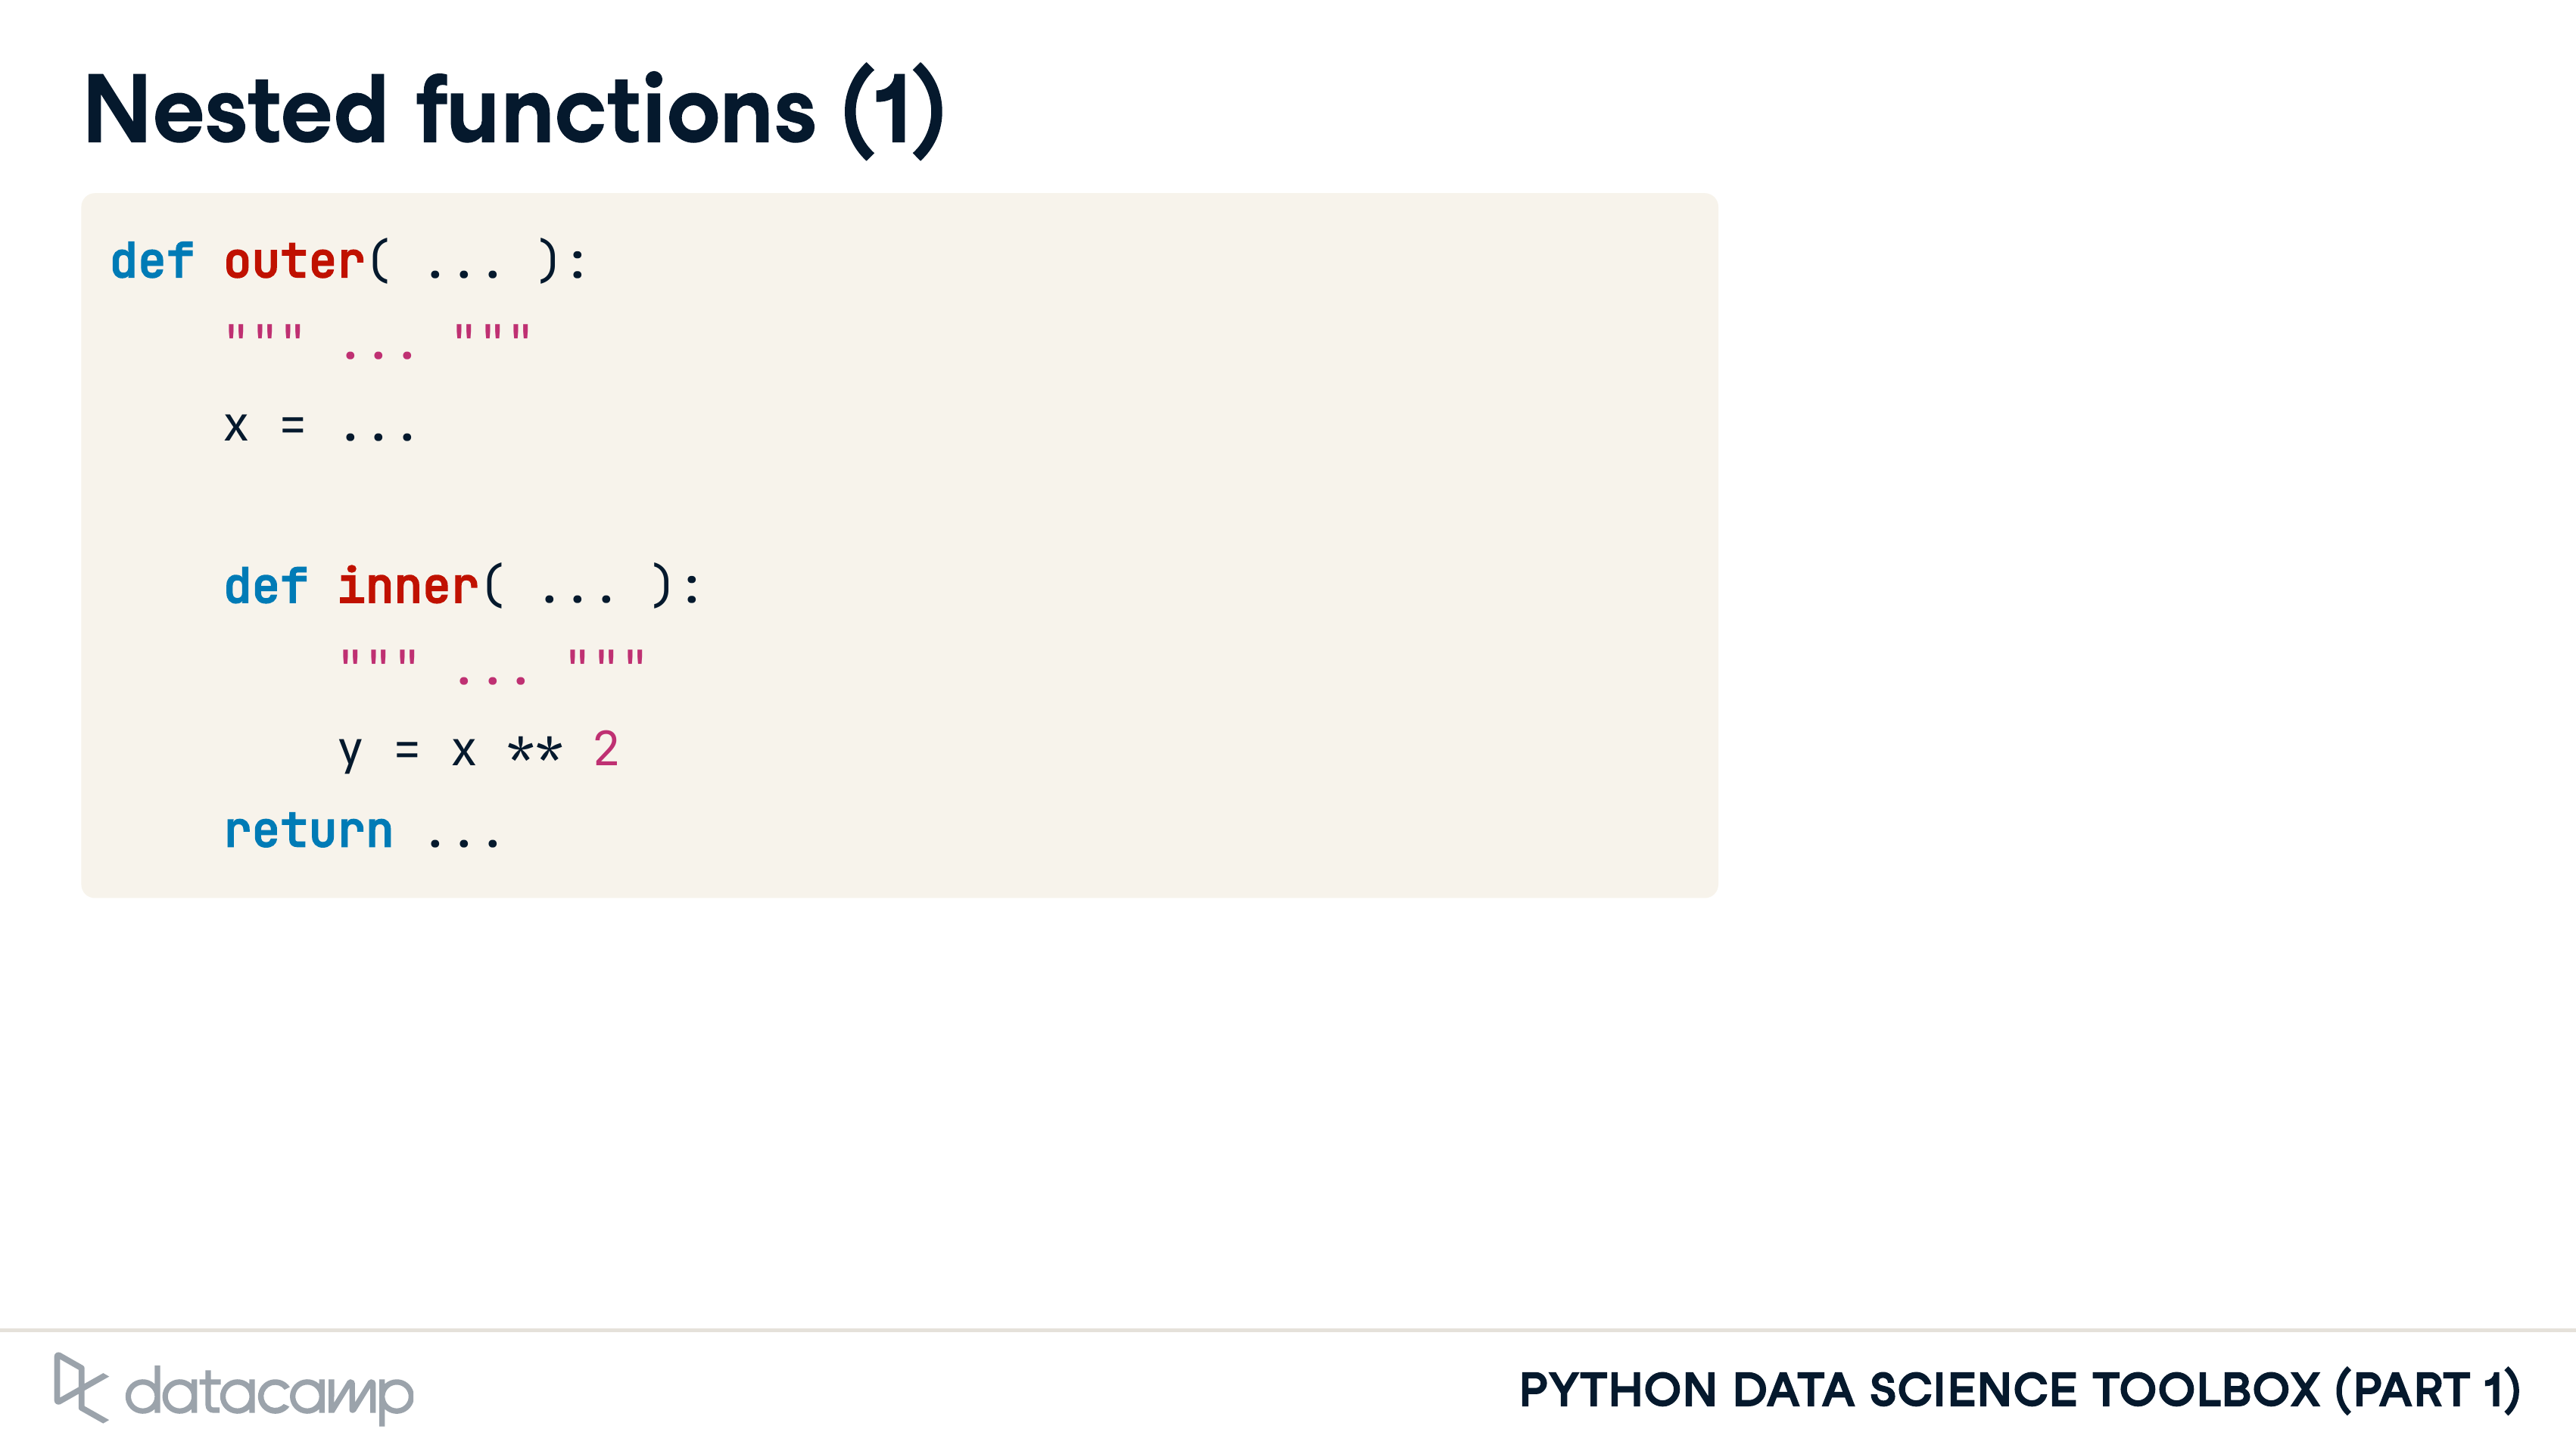 Nested functions (1)
def outer( ... ):
    """ ... """
    x = ...

    def inner( ... ):
        """ ... """
        y = x ** 2
    return ...
datacamp
PYTHON DATA SCIENCE TOOLBOX (PART 1)